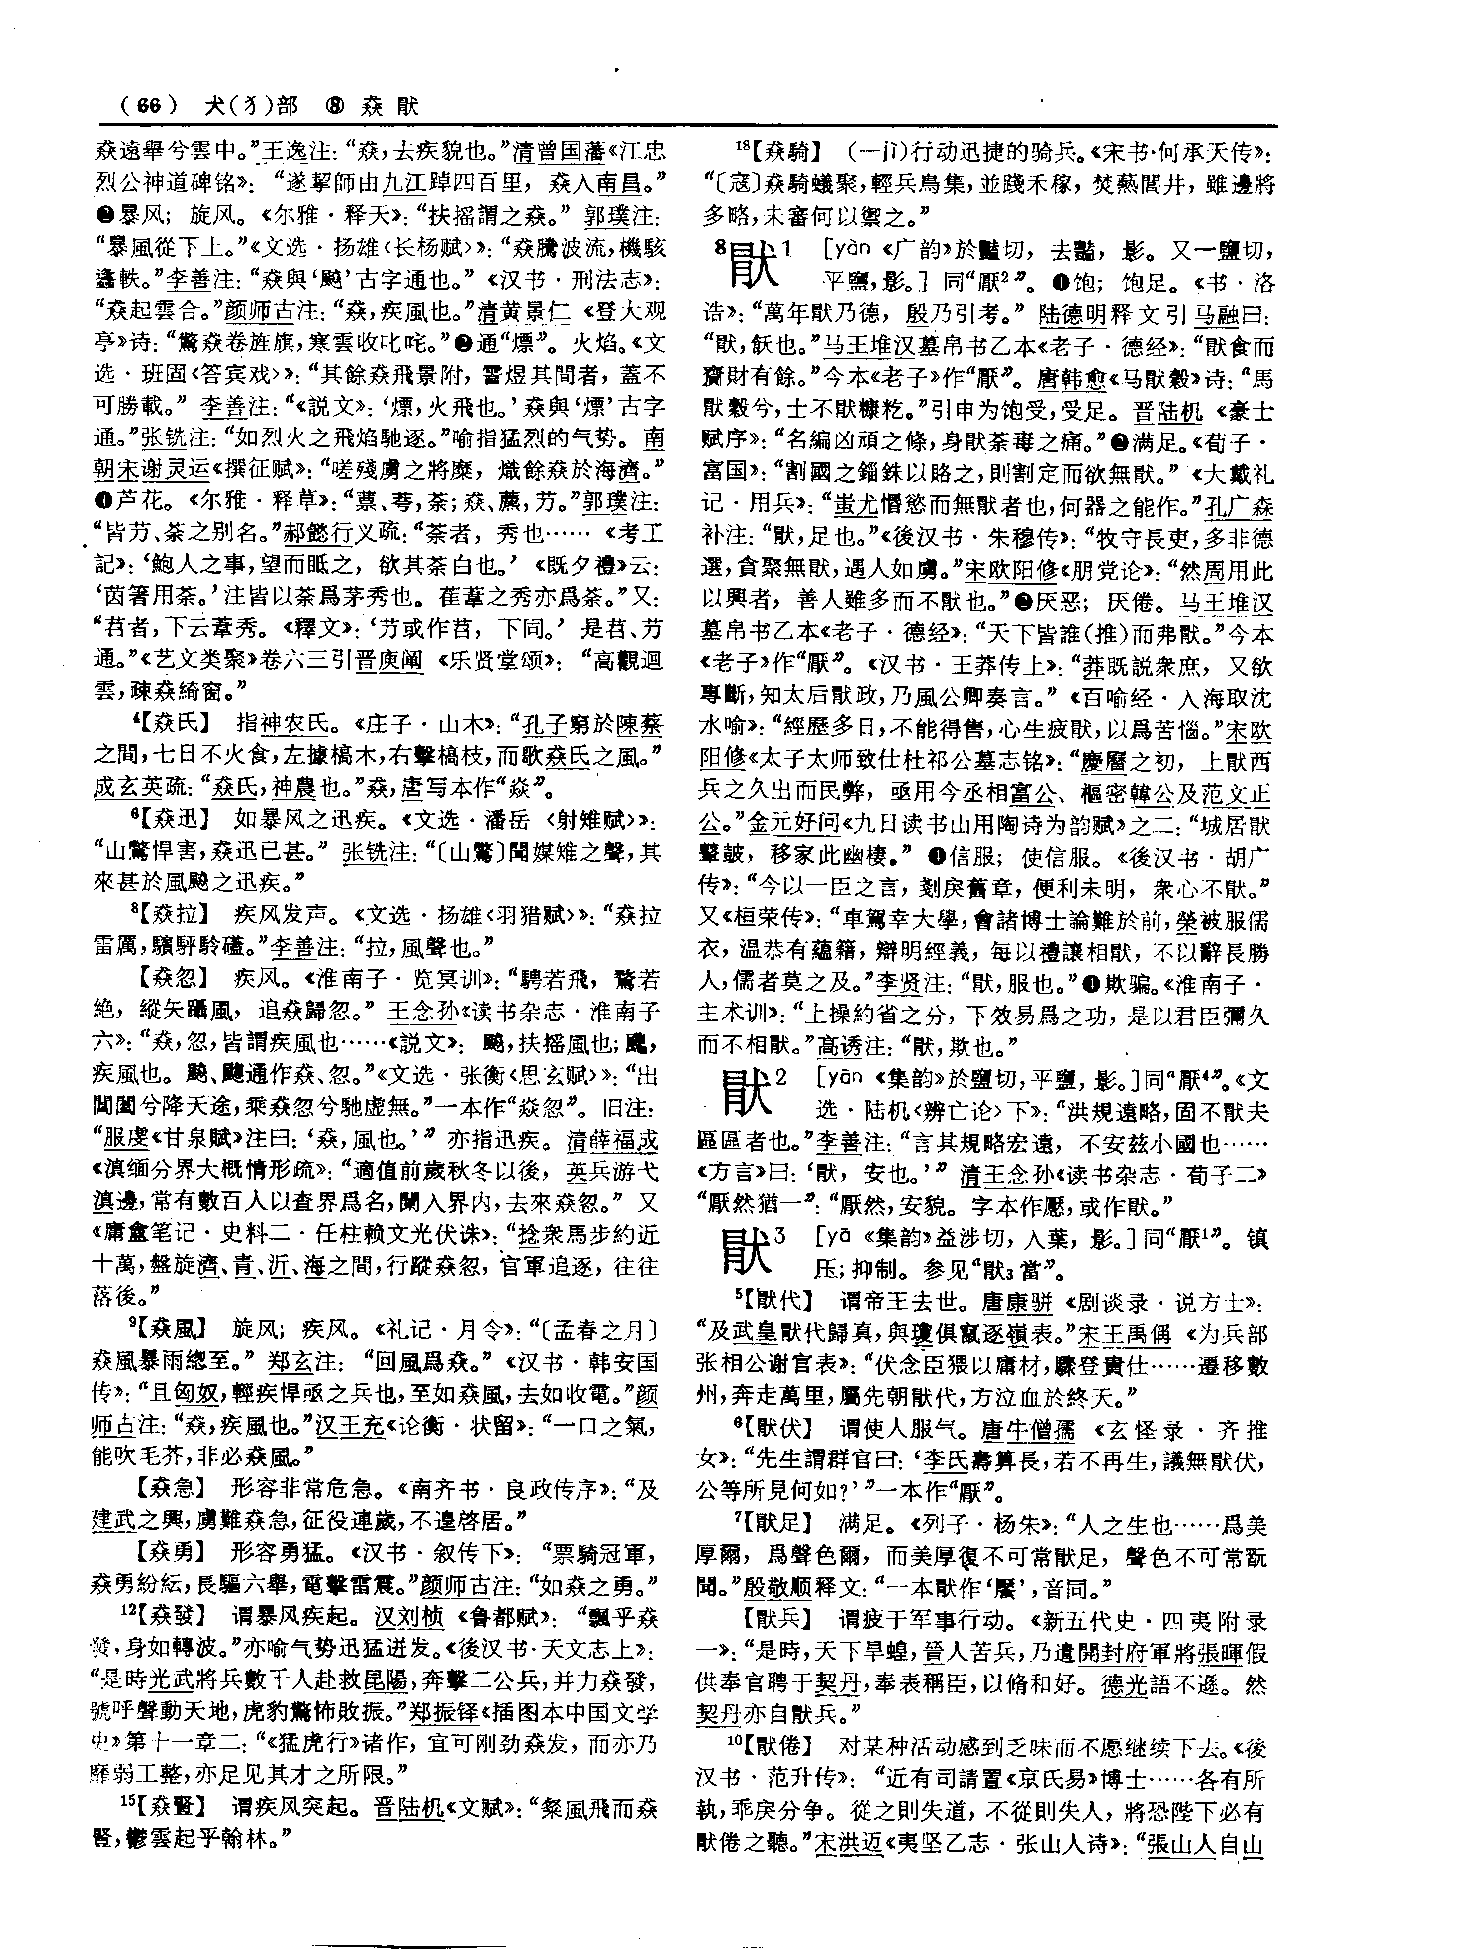 (66) 犬(犭)部 ⑧ 猋 猒
猋遠舉兮雲中。”王逸注：“猋，去疾貌也。”清曾国藩《江忠
烈公神道碑铭》：“遂挈師由九江踔四百里，猋入南昌。”
❷暴风；旋风。《尔雅·释天》：“扶摇謂之猋。”郭璞注：
“暴風從下上。”《文选·扬雄〈长杨赋〉》：“猋騰波流，機駭
蠭軼。”李善注：“猋與‘飇’古字通也。”《汉书·刑法志》：
“猋起雲合。”颜师古注：“猋，疾風也。”清黄景仁《登大观
亭》诗：“驚猋卷旌旗，寒雲收叱咤。”❸通“熛”。火焰。《文
选·班固〈答宾戏〉》：“其餘猋飛景附，霅煜其間者，蓋不
可勝載。”李善注：“《説文》：‘熛，火飛也。’猋與‘熛’古字
通。”张铣注：“如烈火之飛焰馳逐。”喻指猛烈的气势。南
朝宋谢灵运《撰征赋》：“嗟殘虜之將糜，熾餘猋於海濟。”
❹芦花。《尔雅·释草》：“蔈、荂，荼；猋、藨，芀。”郭璞注：
“皆芀、荼之别名。”郝懿行义疏：“荼者，秀也……《考工
記》：‘鮑人之事，望而眡之，欲其荼白也。’《既夕禮》云：
‘茵箸用荼。’注皆以荼爲茅秀也。萑葦之秀亦爲荼。”又：
“苕者，下云葦秀。《釋文》：‘芀或作苕，下同。’是苕、芀
通。”《艺文类聚》卷六三引晋庾阐《乐贤堂颂》：“高觀迴
雲，疎猋綺窗。”
⁴【猋氏】 指神农氏。《庄子·山木》：“孔子窮於陳蔡
之間，七日不火食，左據槁木，右擊槁枝，而歌猋氏之風。”
成玄英疏：“猋氏，神農也。”猋，唐写本作“焱”。
⁶【猋迅】 如暴风之迅疾。《文选·潘岳〈射雉赋〉》：
“山鷩悍害，猋迅已甚。”张铣注：“〔山鷩〕聞媒雉之聲，其
來甚於風飇之迅疾。”
⁸【猋拉】 疾风发声。《文选·扬雄〈羽猎赋〉》：“猋拉
雷厲，驞駍駖礚。”李善注：“拉，風聲也。”
【猋忽】 疾风。《淮南子·览冥训》：“騁若飛，騖若
絶，縱矢躡風，追猋歸忽。”王念孙《读书杂志·淮南子
六》：“猋，忽，皆謂疾風也……《説文》：飇，扶摇風也；颮，
疾風也。飇、颮通作猋、忽。”《文选·张衡〈思玄赋〉》：“出
閶闔兮降天途，乘猋忽兮馳虚無。”一本作“焱忽”。旧注：
“服虔《甘泉賦》注曰：‘猋，風也。’”亦指迅疾。清薛福成
《滇缅分界大概情形疏》：“適值前歲秋冬以後，英兵游弋
滇邊，常有數百人以查界爲名，闌入界内，去來猋忽。”又
《庸盦笔记·史料二·任柱赖文光伏诛》：“捻衆馬步約近
十萬，盤旋濟、青、沂、海之間，行蹤猋忽，官軍追逐，往往
落後。”
⁹【猋風】 旋风；疾风。《礼记·月令》：“〔孟春之月〕
猋風暴雨緫至。”郑玄注：“回風爲猋。”《汉书·韩安国
传》：“且匈奴，輕疾悍亟之兵也，至如猋風，去如收電。”颜
师古注：“猋，疾風也。”汉王充《论衡·状留》：“一口之氣，
能吹毛芥，非必猋風。”
【猋急】 形容非常危急。《南齐书·良政传序》：“及
建武之興，虜難猋急，征役連歲，不遑啓居。”
【猋勇】 形容勇猛。《汉书·叙传下》：“票騎冠軍，
猋勇紛紜，長驅六舉，電擊雷震。”颜师古注：“如猋之勇。”
¹²【猋發】 谓暴风疾起。汉刘桢《鲁都赋》：“飄乎猋
發，身如轉波。”亦喻气势迅猛迸发。《後汉书·天文志上》：
“是時光武將兵數千人赴救昆陽，奔擊二公兵，并力猋發，
號呼聲動天地，虎豹驚怖敗振。”郑振铎《插图本中国文学
史》第十一章二：“《猛虎行》诸作，宜可刚劲猋发，而亦乃
靡弱工整，亦足见其才之所限。”
¹⁵【猋豎】 谓疾风突起。晋陆机《文赋》：“粲風飛而猋
豎，鬱雲起乎翰林。”
¹⁸【猋騎】 （一jì）行动迅捷的骑兵。《宋书·何承天传》：
“〔寇〕猋騎蟻聚，輕兵鳥集，並踐禾稼，焚爇閭井，雖邊將
多略，未審何以禦之。”
⁸猒¹ [yàn《广韵》於豔切，去豔，影。又一鹽切，
平鹽，影。]同“厭²”。❶饱；饱足。《书·洛
诰》：“萬年猒乃德，殷乃引考。”陆德明释文引马融曰：
“猒，飫也。”马王堆汉墓帛书乙本《老子·德经》：“猒食而
齎財有餘。”今本《老子》作“厭”。唐韩愈《马猒穀》诗：“馬
猒穀兮，士不猒糠籺。”引申为饱受，受足。晋陆机《豪士
赋序》：“名編凶頑之條，身猒荼毒之痛。”❷满足。《荀子·
富国》：“割國之錙銖以賂之，則割定而欲無猒。”《大戴礼
记·用兵》：“蚩尤惛慾而無猒者也，何器之能作。”孔广森
补注：“猒，足也。”《後汉书·朱穆传》：“牧守長吏，多非德
選，貪聚無猒，遇人如虜。”宋欧阳修《朋党论》：“然周用此
以興者，善人雖多而不猒也。”❸厌恶；厌倦。马王堆汉
墓帛书乙本《老子·德经》：“天下皆誰(推)而弗猒。”今本
《老子》作“厭”。《汉书·王莽传上》：“莽既説衆庶，又欲
專斷，知太后猒政，乃風公卿奏言。”《百喻经·入海取沈
水喻》：“經歷多日，不能得售，心生疲猒，以爲苦惱。”宋欧
阳修《太子太师致仕杜祁公墓志铭》：“慶曆之初，上猒西
兵之久出而民弊，亟用今丞相富公、樞密韓公及范文正
公。”金元好问《九日读书山用陶诗为韵赋》之二：“城居猒
鼙鼓，移家此幽棲。”❹信服；使信服。《後汉书·胡广
传》：“今以一臣之言，剗戾舊章，便利未明，衆心不猒。”
又《桓荣传》：“車駕幸大學，會諸博士論難於前，榮被服儒
衣，温恭有蘊籍，辯明經義，每以禮讓相猒，不以辭長勝
人，儒者莫之及。”李贤注：“猒，服也。”❺欺骗。《淮南子·
主术训》：“上操約省之分，下效易爲之功，是以君臣彌久
而不相猒。”高诱注：“猒，欺也。”
猒² [yān《集韵》於鹽切，平鹽，影。]同“厭⁴”。《文
选·陆机〈辨亡论〉下》：“洪規遠略，固不猒夫
區區者也。”李善注：“言其規略宏遠，不安兹小國也……
《方言》曰：‘猒，安也。’”清王念孙《读书杂志·荀子二》
“厭然猶一”：“厭然，安貌。字本作懕，或作猒。”
猒³ [yā《集韵》益涉切，入葉，影。]同“厭¹”。镇
压；抑制。参见“猒₃當”。
⁵【猒代】 谓帝王去世。唐康骈《剧谈录·说方士》：
“及武皇猒代歸真，與瓊俱竄逐嶺表。”宋王禹偁《为兵部
张相公谢官表》：“伏念臣猥以庸材，驟登貴仕……遷移數
州，奔走萬里，屬先朝猒代，方泣血於終天。”
⁶【猒伏】 谓使人服气。唐牛僧孺《玄怪录·齐推
女》：“先生謂群官曰：‘李氏壽算長，若不再生，議無猒伏，
公等所見何如？’”一本作“厭”。
⁷【猒足】 满足。《列子·杨朱》：“人之生也……爲美
厚爾，爲聲色爾，而美厚復不可常猒足，聲色不可常翫
聞。”殷敬顺释文：“一本猒作‘饜’，音同。”
【猒兵】 谓疲于军事行动。《新五代史·四夷附录
一》：“是時，天下旱蝗，晉人苦兵，乃遣開封府軍將張暉假
供奉官聘于契丹，奉表稱臣，以脩和好。德光語不遜。然
契丹亦自猒兵。”
¹⁰【猒倦】 对某种活动感到乏味而不愿继续下去。《後
汉书·范升传》：“近有司請置《京氏易》博士……各有所
執，乖戾分争。從之則失道，不從則失人，將恐陛下必有
猒倦之聽。”宋洪迈《夷坚乙志·张山人诗》：“張山人自山